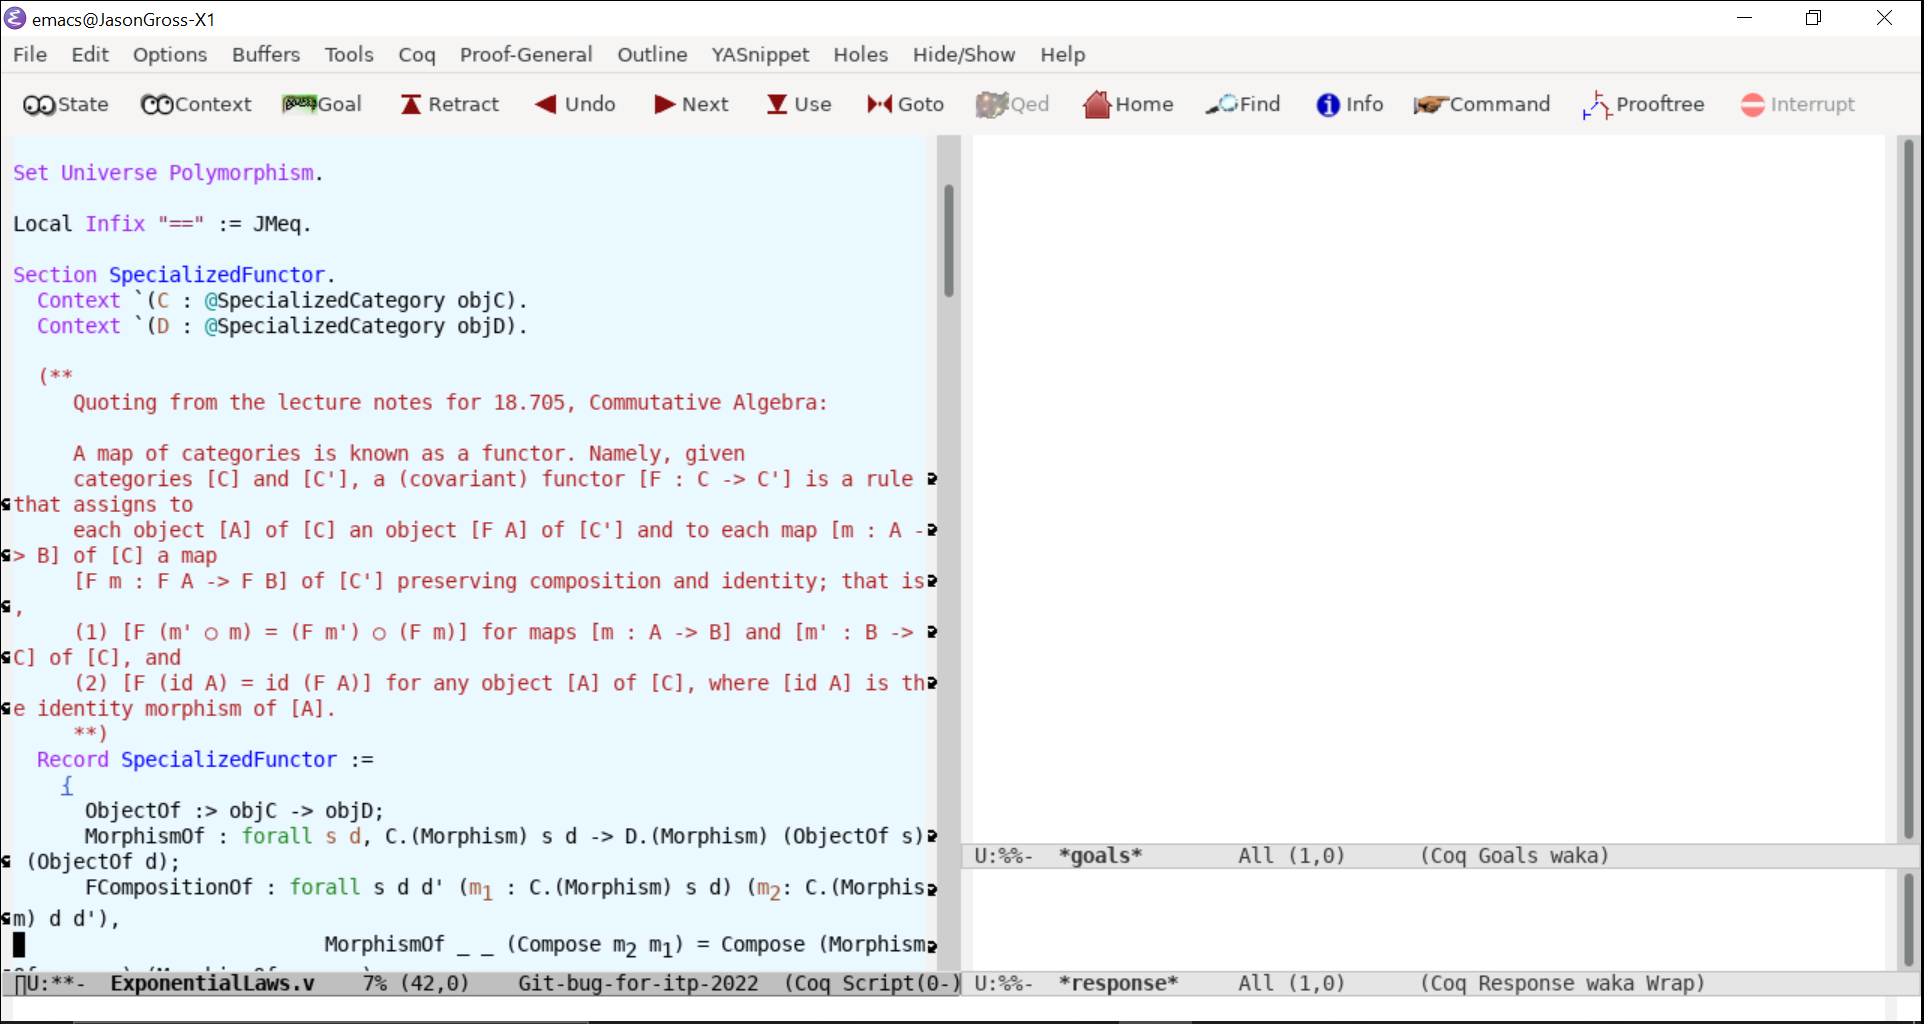 emacs@JasonGross-X1
File Edit Options Buffers Tools Coq Proof-General Outline YASnippet Holes Hide/Show Help
State Context Goal Retract Undo Next Use Goto Qed Home Find Info Command Prooftree Interrupt
Set Universe Polymorphism.
Local Infix "==" := JMeq.
Section SpecializedFunctor.
Context `(C : @SpecializedCategory objC).
Context `(D : @SpecializedCategory objD).
(**
Quoting from the lecture notes for 18.705, Commutative Algebra:
A map of categories is known as a functor. Namely, given
categories [C] and [C'], a (covariant) functor [F : C -> C'] is a rule
that assigns to
each object [A] of [C] an object [F A] of [C'] and to each map [m : A -
> B] of [C] a map
[F m : F A -> F B] of [C'] preserving composition and identity; that is
,
(1) [F (m' ○ m) = (F m') ○ (F m)] for maps [m : A -> B] and [m' : B ->
C] of [C], and
(2) [F (id A) = id (F A)] for any object [A] of [C], where [id A] is th
e identity morphism of [A].
**)
Record SpecializedFunctor :=
{
ObjectOf :> objC -> objD;
MorphismOf : forall s d, C.(Morphism) s d -> D.(Morphism) (ObjectOf s)
(ObjectOf d);
FCompositionOf : forall s d d' (m₁ : C.(Morphism) s d) (m₂: C.(Morphis
m) d d'),
MorphismOf _ _ (Compose m₂ m₁) = Compose (Morphism
U:**- ExponentialLaws.v 7% (42,0) Git-bug-for-itp-2022 (Coq Script(0-)
U:%%- *goals* All (1,0) (Coq Goals waka)
U:%%- *response* All (1,0) (Coq Response waka Wrap)